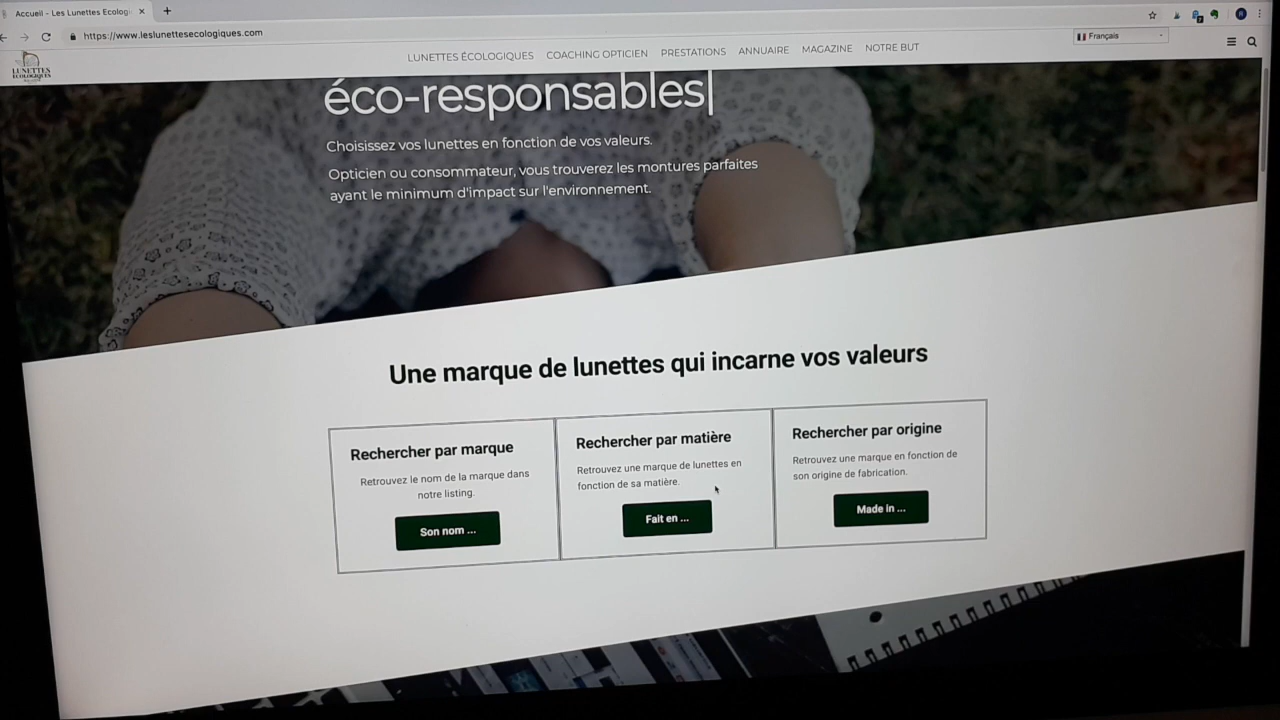 Accueil - Les Lunettes Ecologi
https://www.leslunettesecologiques.com
Français
LUNETTES
ECOLOGIQUES
LUNETTES ÉCOLOGIQUES COACHING OPTICIEN PRESTATIONS ANNUAIRE MAGAZINE NOTRE BUT
éco-responsables
Choisissez vos lunettes en fonction de vos valeurs.
Opticien ou consommateur, vous trouverez les montures parfaites
ayant le minimum d'impact sur l'environnement.
Une marque de lunettes qui incarne vos valeurs
Rechercher par marque
Retrouvez le nom de la marque dans
notre listing.
Son nom ...
Rechercher par matière
Retrouvez une marque de lunettes en
fonction de sa matière.
Fait en ...
Rechercher par origine
Retrouvez une marque en fonction de
son origine de fabrication.
Made in ...